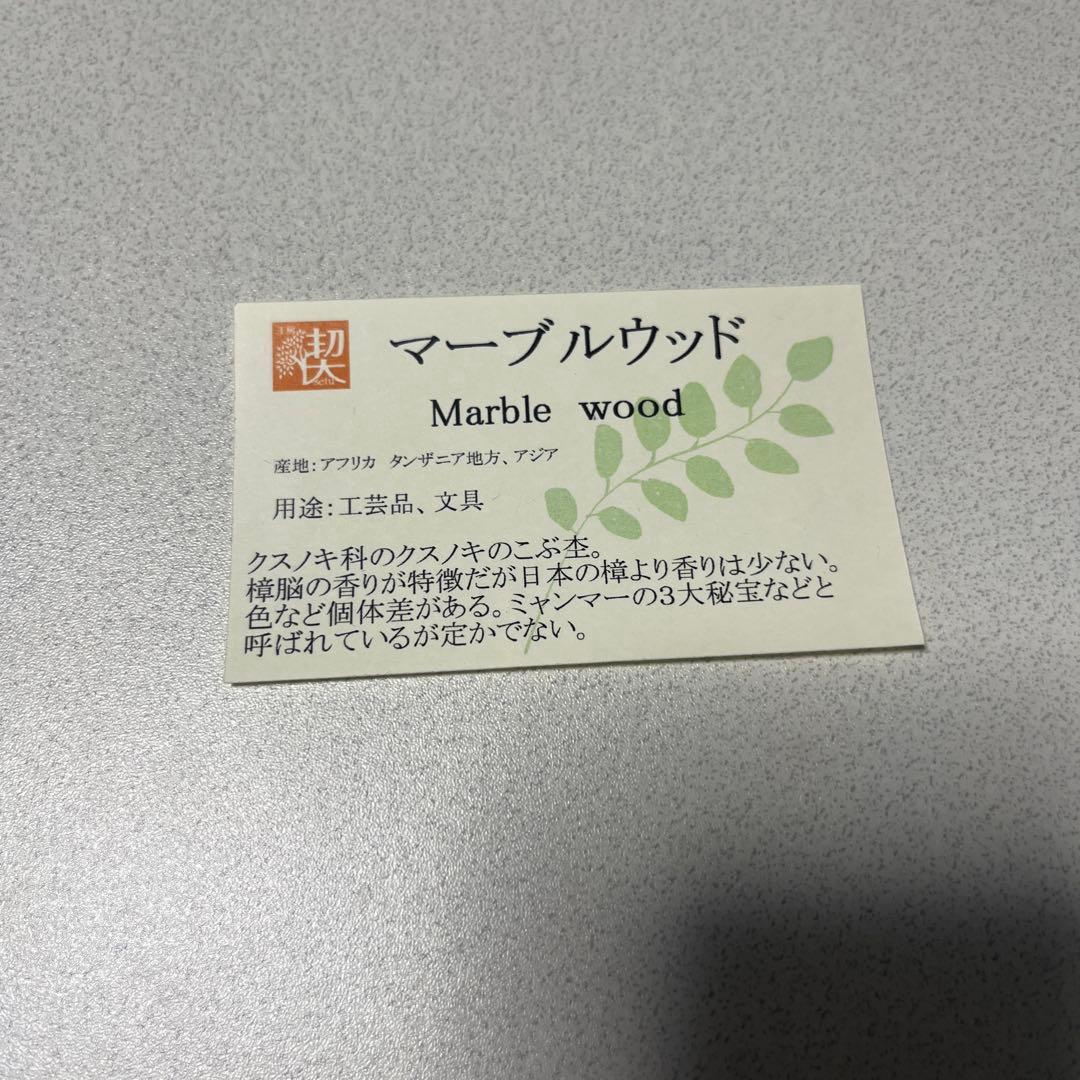 工房
契
setu
マーブルウッド
Marble wood
産地：アフリカ タンザニア地方、アジア
用途：工芸品、文具
クスノキ科のクスノキのこぶ杢。
樟脳の香りが特徴だが日本の樟より香りは少ない。
色など個体差がある。ミャンマーの３大秘宝などと
呼ばれているが定かでない。